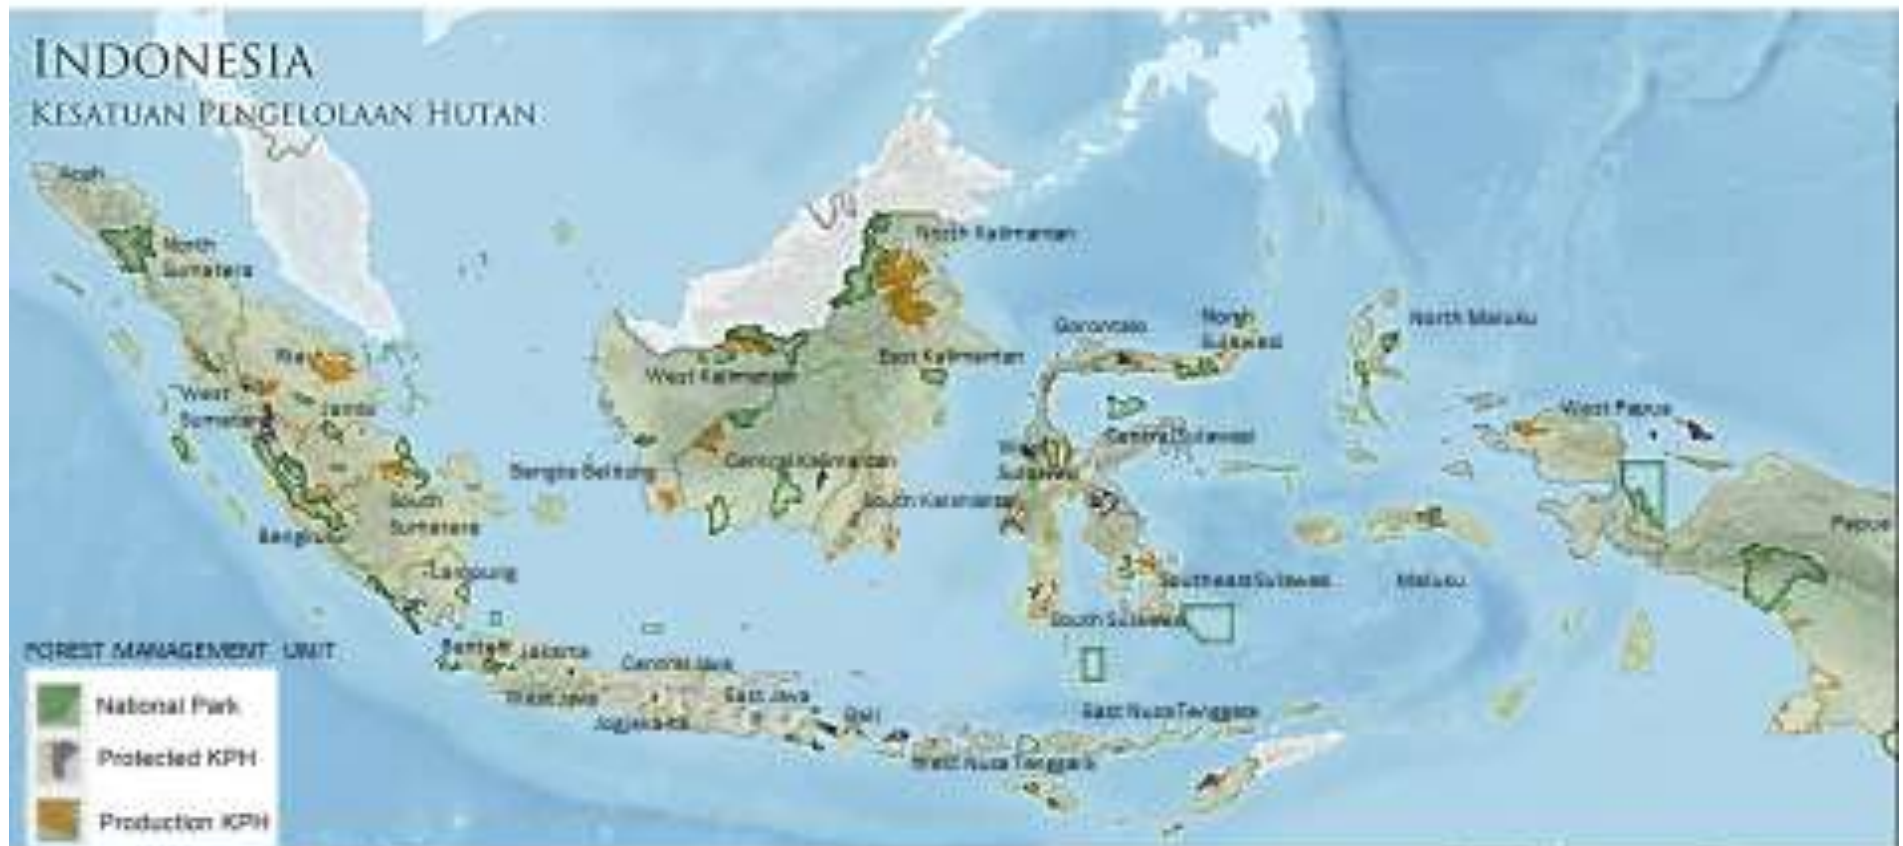 INDONESIA
KESATUAN PENGELOLAAN HUTAN
Aceh
North
Sumatera
North Kalimantan
Gorontalo
North
Sulawesi
North Maluku
Riau
East Kalimantan
West Kalimantan
West
Sumatera
Jambi
West Papua
West
Sulawesi
Central Sulawesi
Bangka Belitung
Central Kalimantan
South
Sumatera
South Kalimantan
Papua
Bengkulu
Lampung
Southeast Sulawesi
Maluku
South Sulawesi
Banten
Jakarta
Central Java
West Java
East Java
Jogjakarta
Bali
East Nusa Tenggara
West Nusa Tenggara
FOREST MANAGEMENT UNIT
National Park
Protected KPH
Production KPH